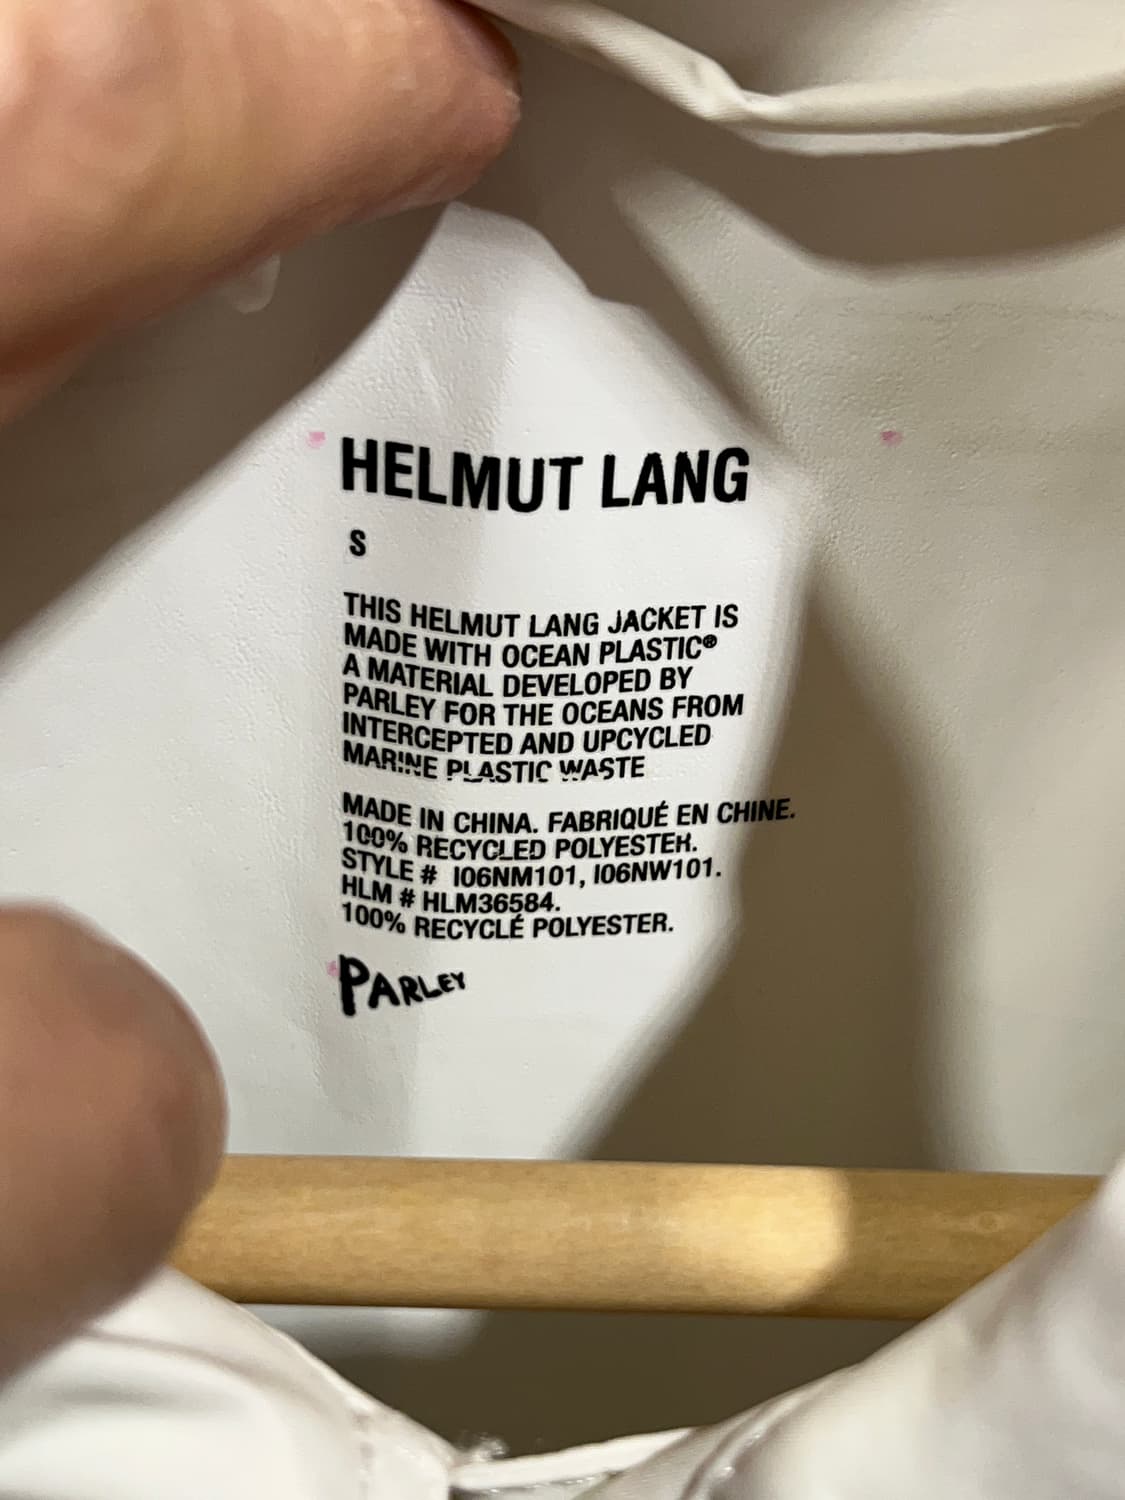 HELMUT LANG
S
THIS HELMUT LANG JACKET IS
MADE WITH OCEAN PLASTIC®
A MATERIAL DEVELOPED BY
PARLEY FOR THE OCEANS FROM
INTERCEPTED AND UPCYCLED
MARINE PLASTIC WASTE
MADE IN CHINA. FABRIQUÉ EN CHINE.
100% RECYCLED POLYESTER.
STYLE # I06NM101, I06NW101.
HLM # HLM36584.
100% RECYCLÉ POLYESTER.
PARLEY